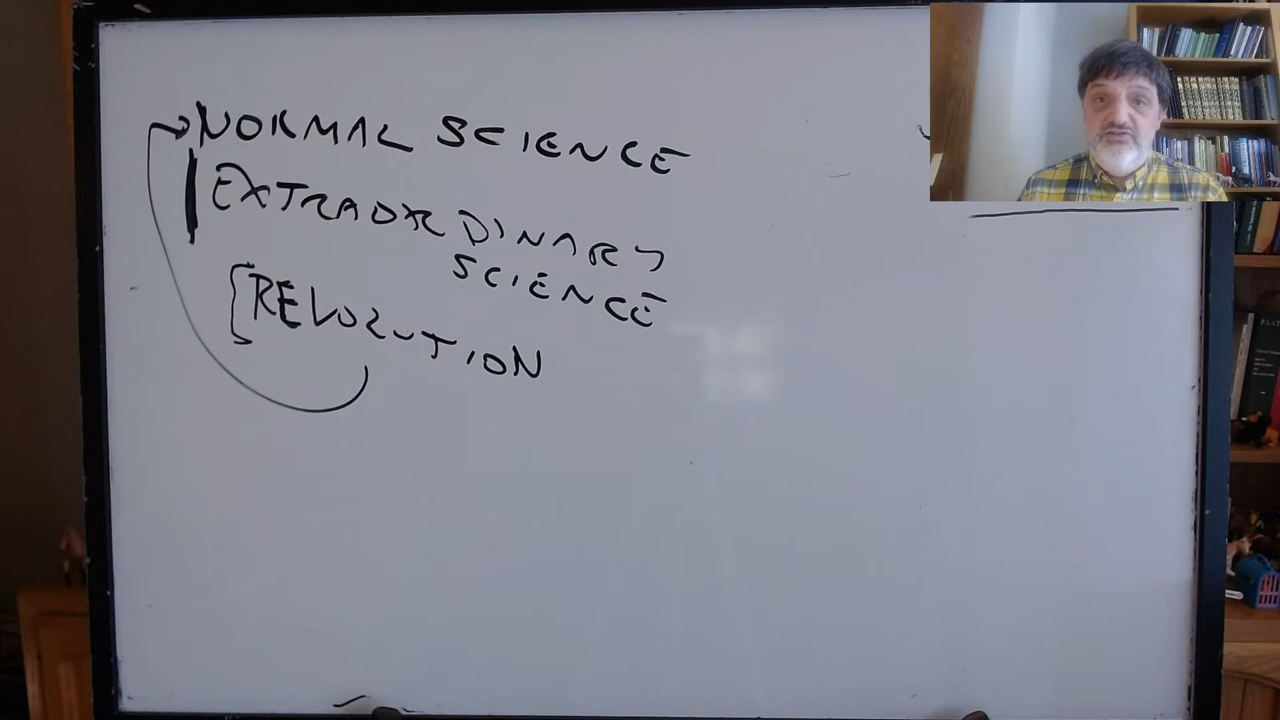 NORMAL SCIENCE
EXTRAORDINARY
SCIENCE
REVOLUTION